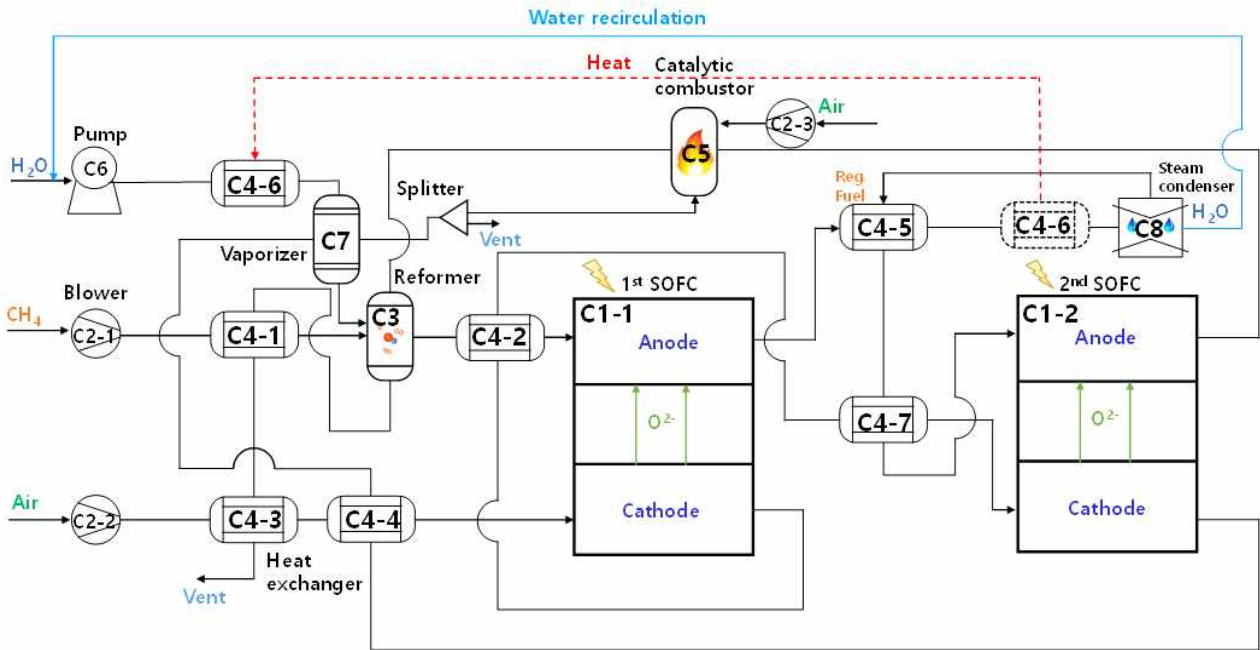 Water recirculation
Heat
Catalytic
combustor
Air
C2-3
Pump
H₂O
C6
C4-6
C5
Splitter
Vent
Reg.
Fuel
Steam
condenser
H₂O
C4-5
C4-6
C8
C7
Vaporizer
Reformer
Blower
CH₄
C2-1
C4-1
C3
C4-2
1st SOFC
C1-1
Anode
O²⁻
Cathode
2nd SOFC
C1-2
Anode
O²⁻
Cathode
C4-7
Air
C2-2
C4-3
C4-4
Heat
exchanger
Vent